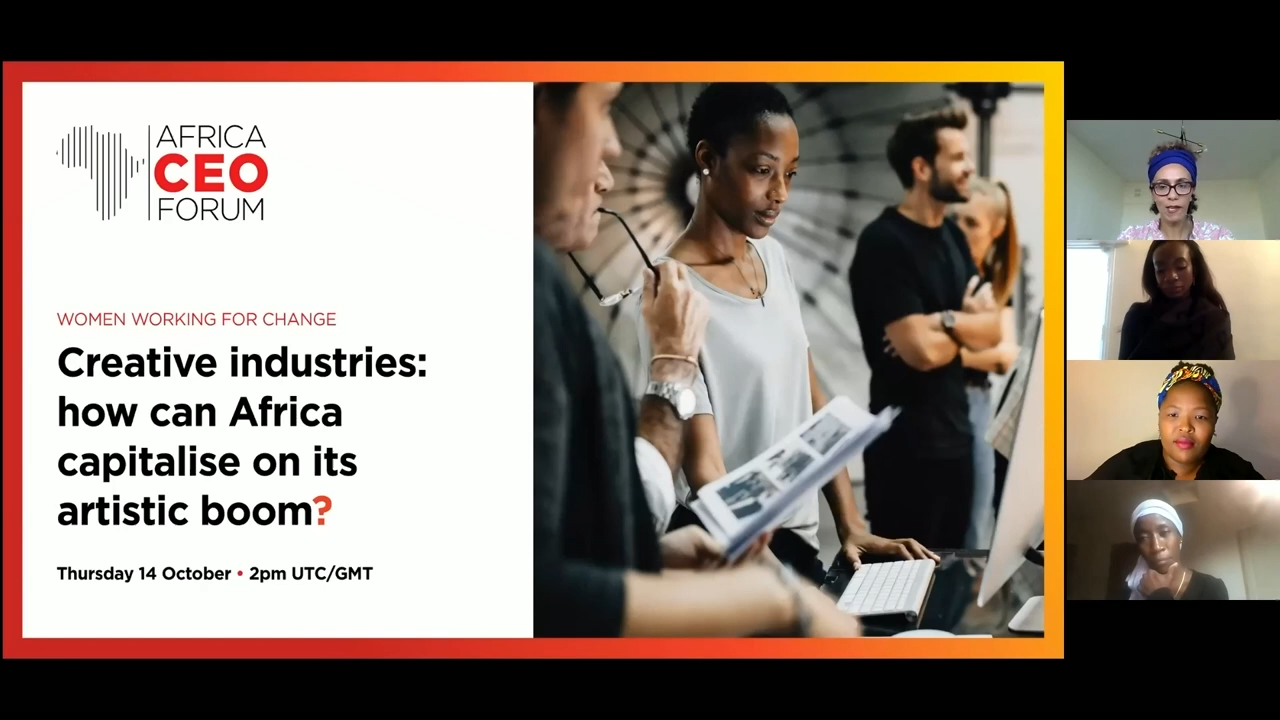 AFRICA
CEO
FORUM
WOMEN WORKING FOR CHANGE
Creative industries:
how can Africa
capitalise on its
artistic boom?
Thursday 14 October • 2pm UTC/GMT